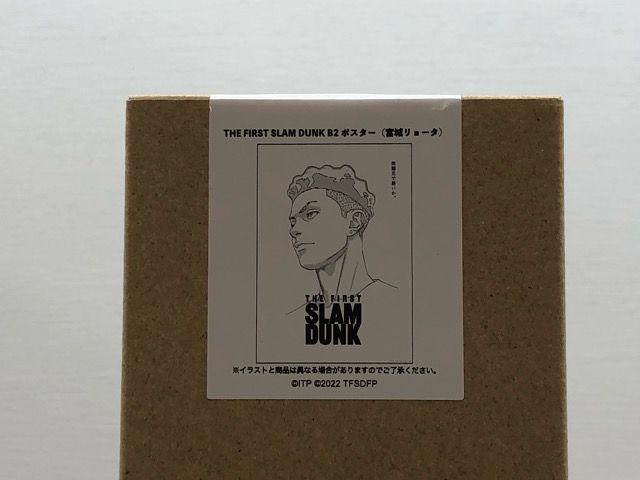 THE FIRST SLAM DUNK B2 ポスター（宮城リョータ）
THE FIRST
SLAM
DUNK
※イラストと商品は異なる場合がありますのでご了承ください。
©ITP ©2022 TFSDFP